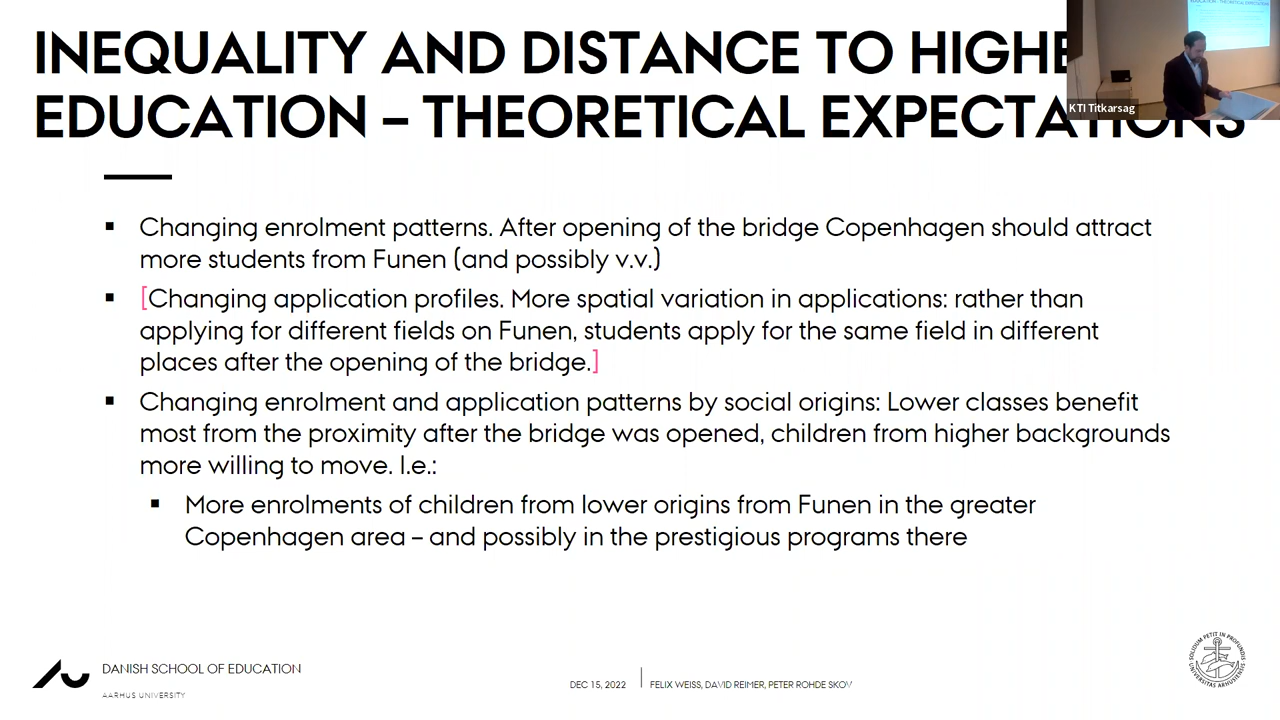 INEQUALITY AND DISTANCE TO HIGHE
EDUCATION – THEORETICAL EXPECTATIONS
KTI Titkarsag
▪ Changing enrolment patterns. After opening of the bridge Copenhagen should attract
more students from Funen (and possibly v.v.)
▪ [Changing application profiles. More spatial variation in applications: rather than
applying for different fields on Funen, students apply for the same field in different
places after the opening of the bridge.]
▪ Changing enrolment and application patterns by social origins: Lower classes benefit
most from the proximity after the bridge was opened, children from higher backgrounds
more willing to move. I.e.:
▪ More enrolments of children from lower origins from Funen in the greater
Copenhagen area – and possibly in the prestigious programs there
DANISH SCHOOL OF EDUCATION
AARHUS UNIVERSITY
DEC 15, 2022
FELIX WEISS, DAVID REIMER, PETER ROHDE SKOV
SOLIDUM PETIT IN PROFUNDIS
UNIVERSITAS ARHUSIENSIS